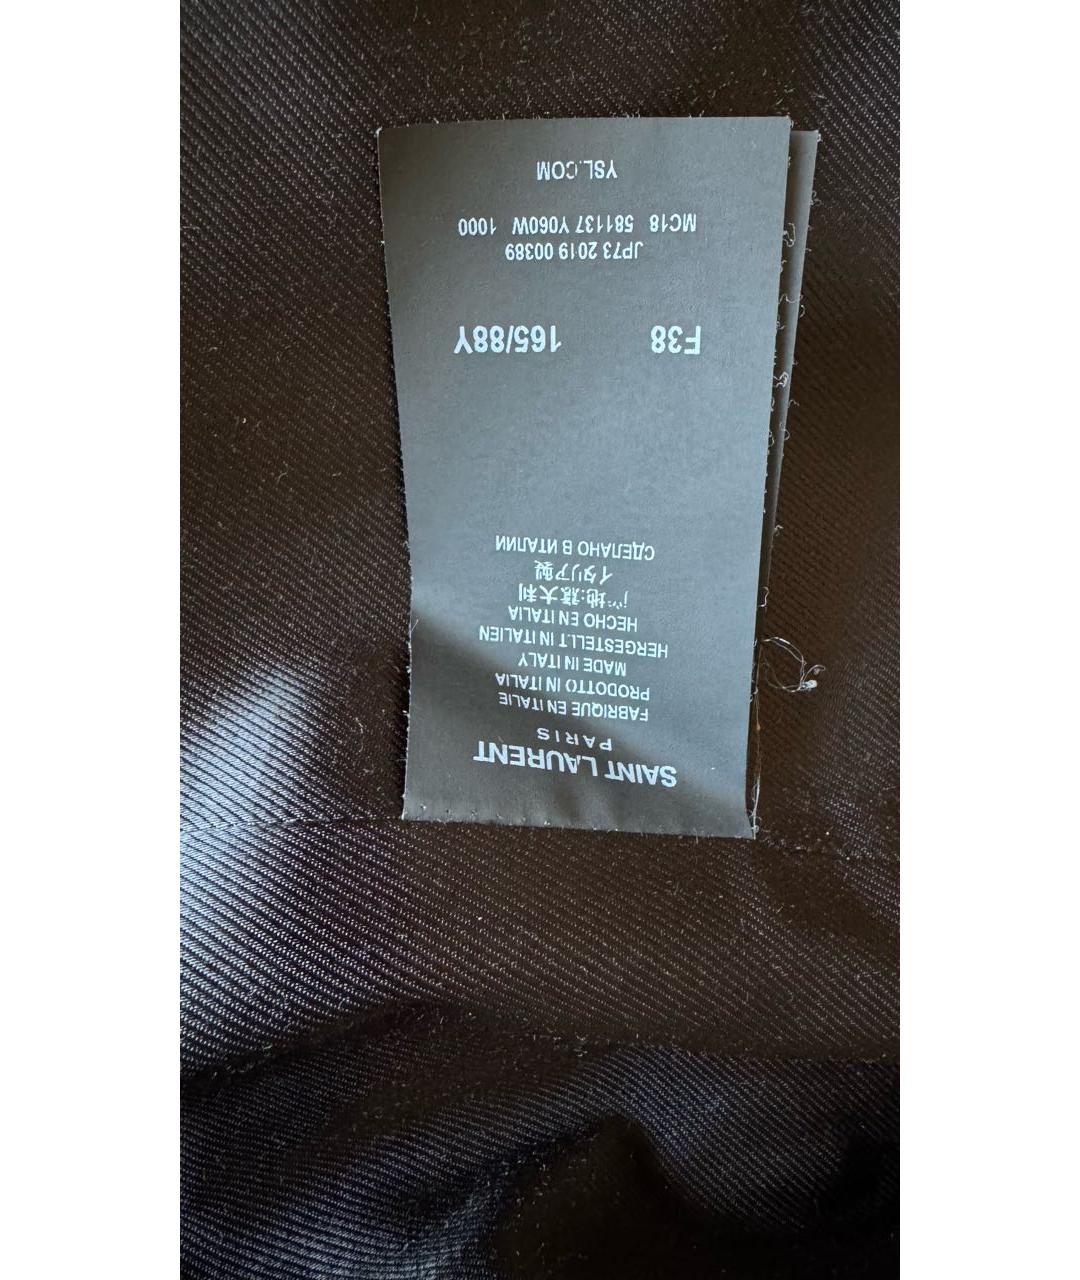 SAINT LAURENT
PARIS
FABRIQUE EN ITALIE
PRODOTTO IN ITALIA
MADE IN ITALY
HERGESTELLT IN ITALIEN
HECHO EN ITALIA
产地:意大利
イタリア製
СДЕЛАНО В ИТАЛИИ
F38 165/88Y
JP73 2019 00389
MC18 581137 Y060W 1000
YSL.COM